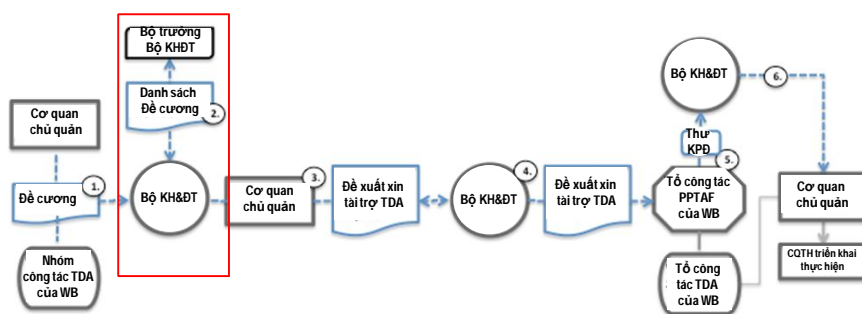 Bộ trưởng
Bộ KHĐT
Danh sách
Đề cương
2.
Cơ quan
chủ quản
Đề cương
1.
Nhóm
công tác TDA
của WB
Bộ KH&ĐT
Cơ quan
chủ quản
3.
Đề xuất xin
tài trợ TDA
Bộ KH&ĐT
4.
Đề xuất xin
tài trợ TDA
Bộ KH&ĐT
6.
Thư
KPĐ
5.
Tổ công tác
PPTAF
của WB
Tổ công
tác TDA
của WB
Cơ quan
chủ quản
CQTH triển khai
thực hiện